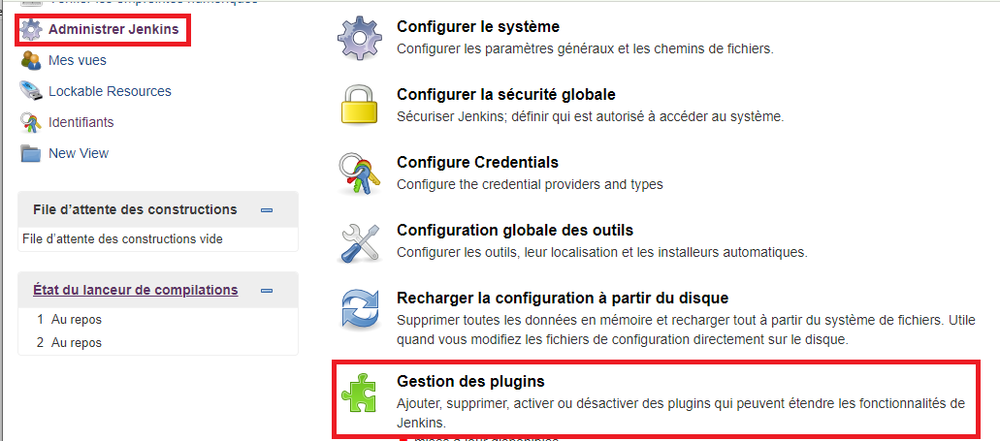 Vérifier les empreintes numériques
Administrer Jenkins
Mes vues
Lockable Resources
Identifiants
New View
File d'attente des constructions
File d'attente des constructions vide
État du lanceur de compilations
1 Au repos
2 Au repos
Configurer le système
Configurer les paramètres généraux et les chemins de fichiers.
Configurer la sécurité globale
Sécuriser Jenkins; définir qui est autorisé à accéder au système.
Configure Credentials
Configure the credential providers and types
Configuration globale des outils
Configurer les outils, leur localisation et les installeurs automatiques.
Recharger la configuration à partir du disque
Supprimer toutes les données en mémoire et recharger tout à partir du système de fichiers. Utile
quand vous modifiez les fichiers de configuration directement sur le disque.
Gestion des plugins
Ajouter, supprimer, activer ou désactiver des plugins qui peuvent étendre les fonctionnalités de
Jenkins.